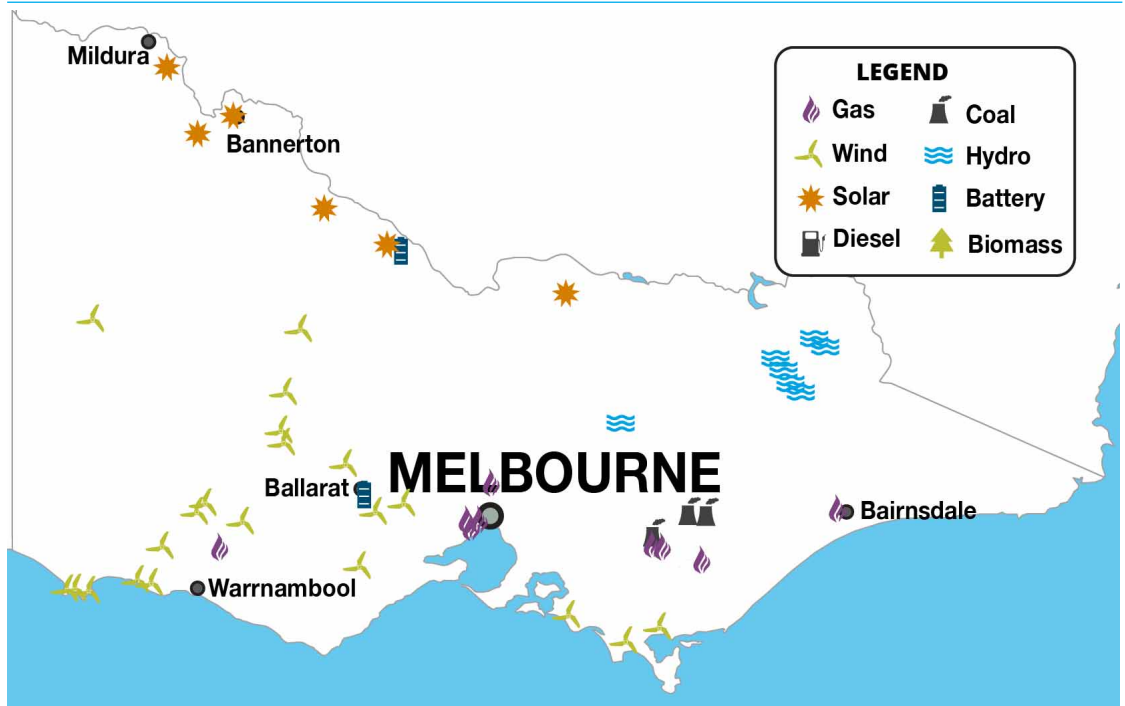 Mildura
LEGEND
Gas
Coal
Bannerton
Wind
Hydro
Solar
Battery
Diesel
Biomass
MELBOURNE
Ballarat
Bairnsdale
Warrnambool